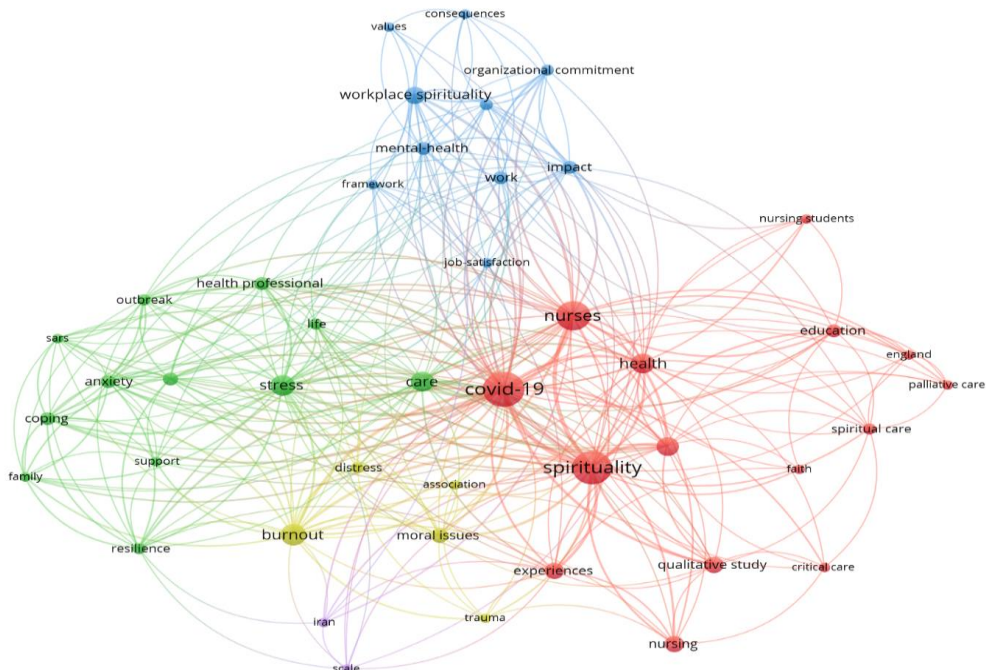 consequences
values
organizational commitment
workplace spirituality
mental-health
impact
work
framework
nursing students
job-satisfaction
health professional
outbreak
nurses
life
education
sars
england
health
anxiety
stress
care
covid-19
palliative care
coping
spiritual care
support
distress
spirituality
faith
family
association
burnout
moral issues
resilience
experiences
qualitative study
critical care
trauma
iran
nursing
scale